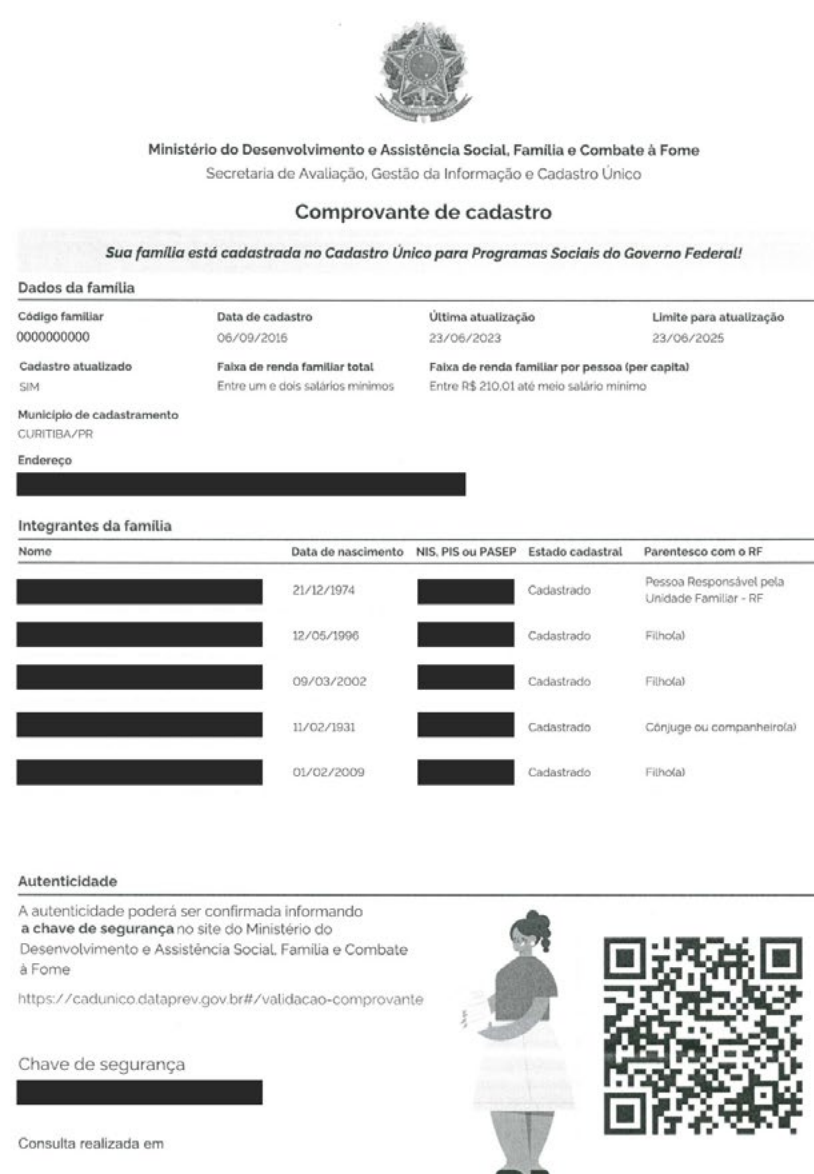 Ministério do Desenvolvimento e Assistência Social, Família e Combate à Fome
Secretaria de Avaliação, Gestão da Informação e Cadastro Único
Comprovante de cadastro
Sua família está cadastrada no Cadastro Único para Programas Sociais do Governo Federal!
Dados da família
Código familiar Data de cadastro Última atualização Limite para atualização
0000000000 06/09/2016 23/06/2023 23/06/2025
Cadastro atualizado Faixa de renda familiar total Faixa de renda familiar por pessoa (per capita)
SIM Entre um e dois salários mínimos Entre R$ 210,01 até meio salário mínimo
Município de cadastramento
CURITIBA/PR
Endereço
Integrantes da família
Nome Data de nascimento NIS, PIS ou PASEP Estado cadastral Parentesco com o RF
21/12/1974 Cadastrado Pessoa Responsável pela
Unidade Familiar - RF
12/05/1996 Cadastrado Filho(a)
09/03/2002 Cadastrado Filho(a)
11/02/1931 Cadastrado Cônjuge ou companheiro(a)
01/02/2009 Cadastrado Filho(a)
Autenticidade
A autenticidade poderá ser confirmada informando
a chave de segurança no site do Ministério do
Desenvolvimento e Assistência Social, Família e Combate
à Fome
https://cadunico.dataprev.gov.br#/validacao-comprovante
Chave de segurança
Consulta realizada em